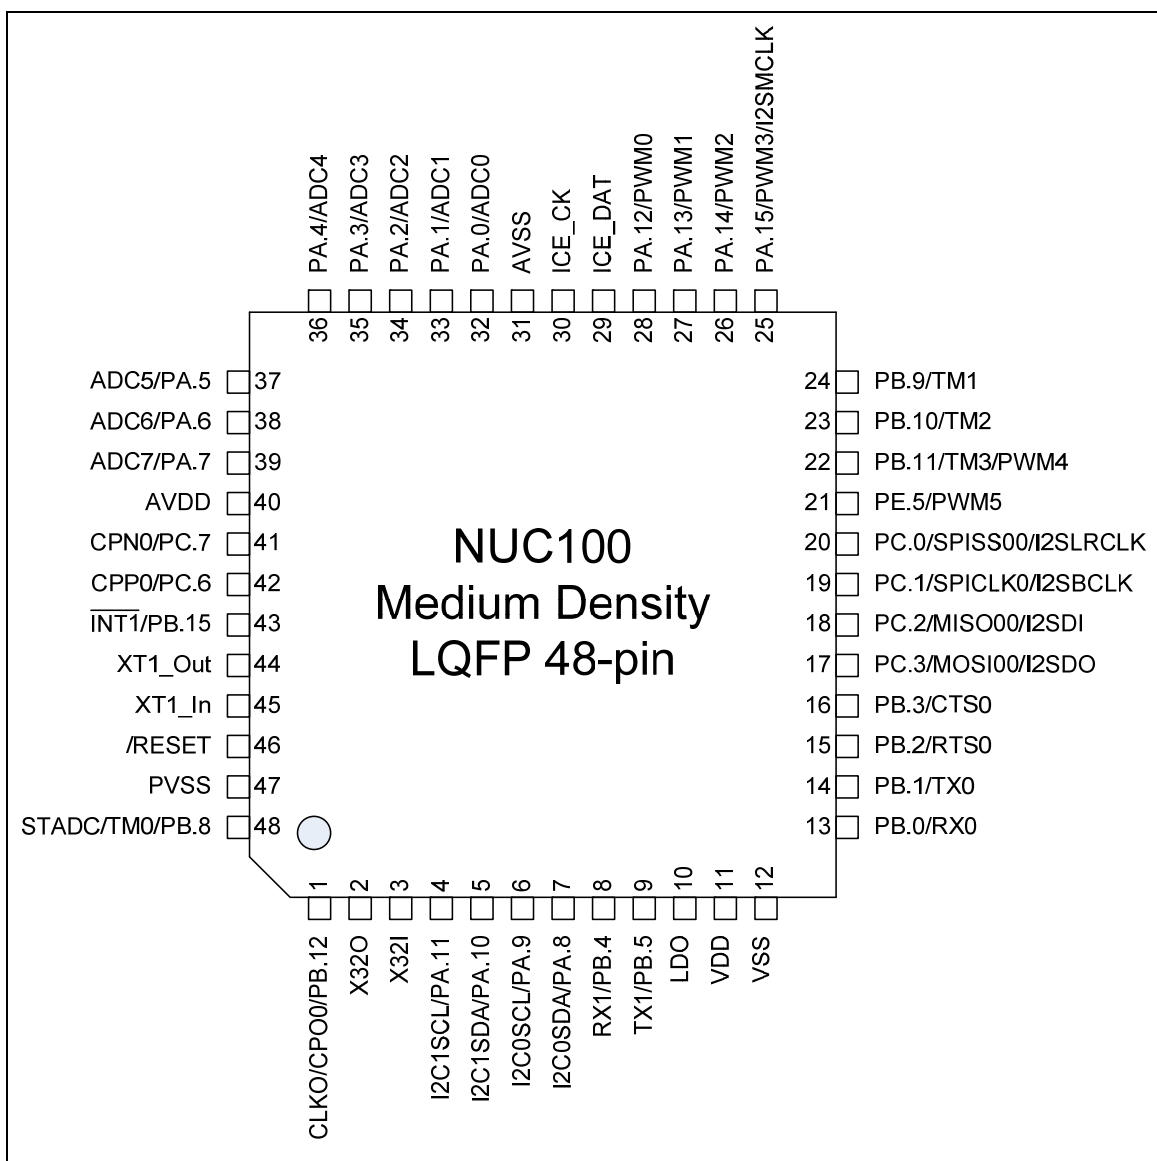 PA.4/ADC4
PA.3/ADC3
PA.2/ADC2
PA.1/ADC1
PA.0/ADC0
AVSS
ICE_CK
ICE_DAT
PA.12/PWM0
PA.13/PWM1
PA.14/PWM2
PA.15/PWM3/I2SMCLK
36
35
34
33
32
31
30
29
28
27
26
25
ADC5/PA.5 37
ADC6/PA.6 38
ADC7/PA.7 39
AVDD 40
CPN0/PC.7 41
CPP0/PC.6 42
INT1/PB.15 43
XT1_Out 44
XT1_In 45
/RESET 46
PVSS 47
STADC/TM0/PB.8 48
NUC100
Medium Density
LQFP 48-pin
24 PB.9/TM1
23 PB.10/TM2
22 PB.11/TM3/PWM4
21 PE.5/PWM5
20 PC.0/SPISS00/I2SLRCLK
19 PC.1/SPICLK0/I2SBCLK
18 PC.2/MISO00/I2SDI
17 PC.3/MOSI00/I2SDO
16 PB.3/CTS0
15 PB.2/RTS0
14 PB.1/TX0
13 PB.0/RX0
1
2
3
4
5
6
7
8
9
10
11
12
CLKO/CPO0/PB.12
X32O
X32I
I2C1SCL/PA.11
I2C1SDA/PA.10
I2C0SCL/PA.9
I2C0SDA/PA.8
RX1/PB.4
TX1/PB.5
LDO
VDD
VSS